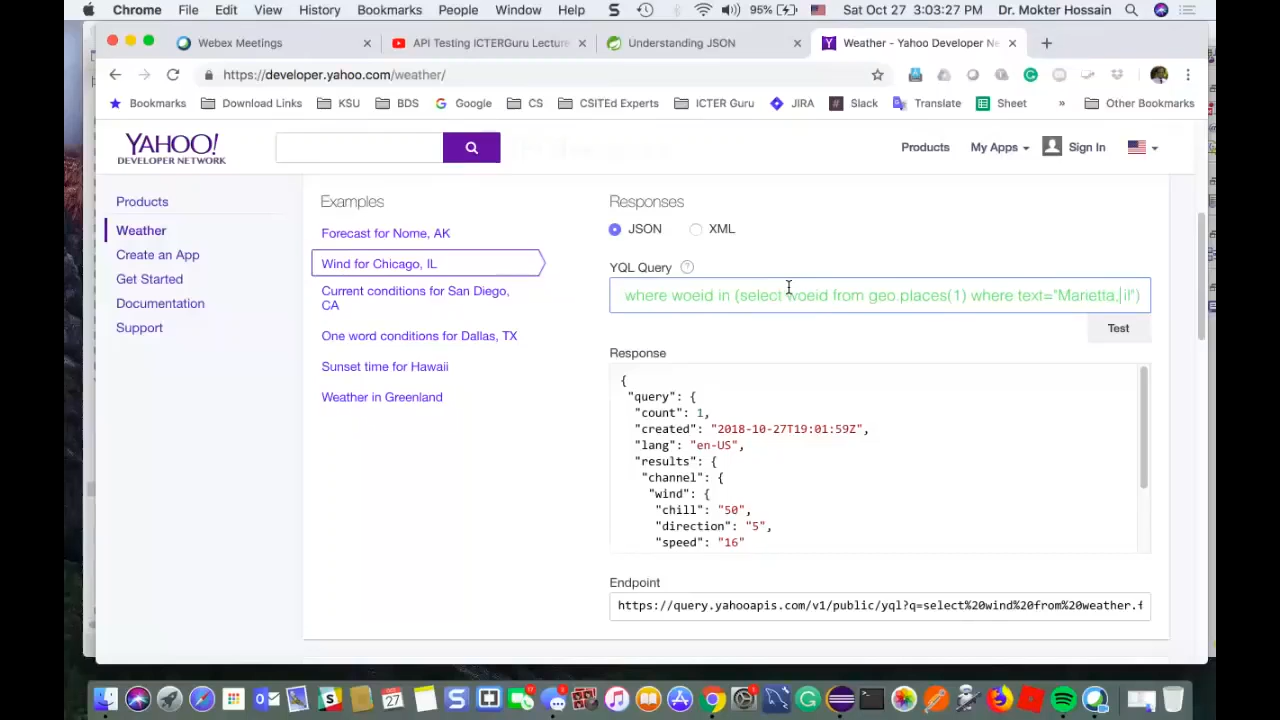 Chrome File Edit View History Bookmarks People Window Help 95% Sat Oct 27 3:03:27 PM Dr. Mokter Hossain
Webex Meetings
API Testing ICTERGuru Lecture
Understanding JSON
Weather - Yahoo Developer Ne
https://developer.yahoo.com/weather/
Bookmarks Download Links KSU BDS Google CS CSITEd Experts ICTER Guru JIRA Slack Translate Sheet » Other Bookmarks
YAHOO!
DEVELOPER NETWORK
Products My Apps Sign In
Products
Weather
Create an App
Get Started
Documentation
Support
Examples
Forecast for Nome, AK
Wind for Chicago, IL
Current conditions for San Diego,
CA
One word conditions for Dallas, TX
Sunset time for Hawaii
Weather in Greenland
Responses
JSON XML
YQL Query ?
where woeid in (select woeid from geo.places(1) where text="Marietta, il")
Test
Response
{
"query": {
"count": 1,
"created": "2018-10-27T19:01:59Z",
"lang": "en-US",
"results": {
"channel": {
"wind": {
"chill": "50",
"direction": "5",
"speed": "16"
Endpoint
https://query.yahooapis.com/v1/public/yql?q=select%20wind%20from%20weather.f